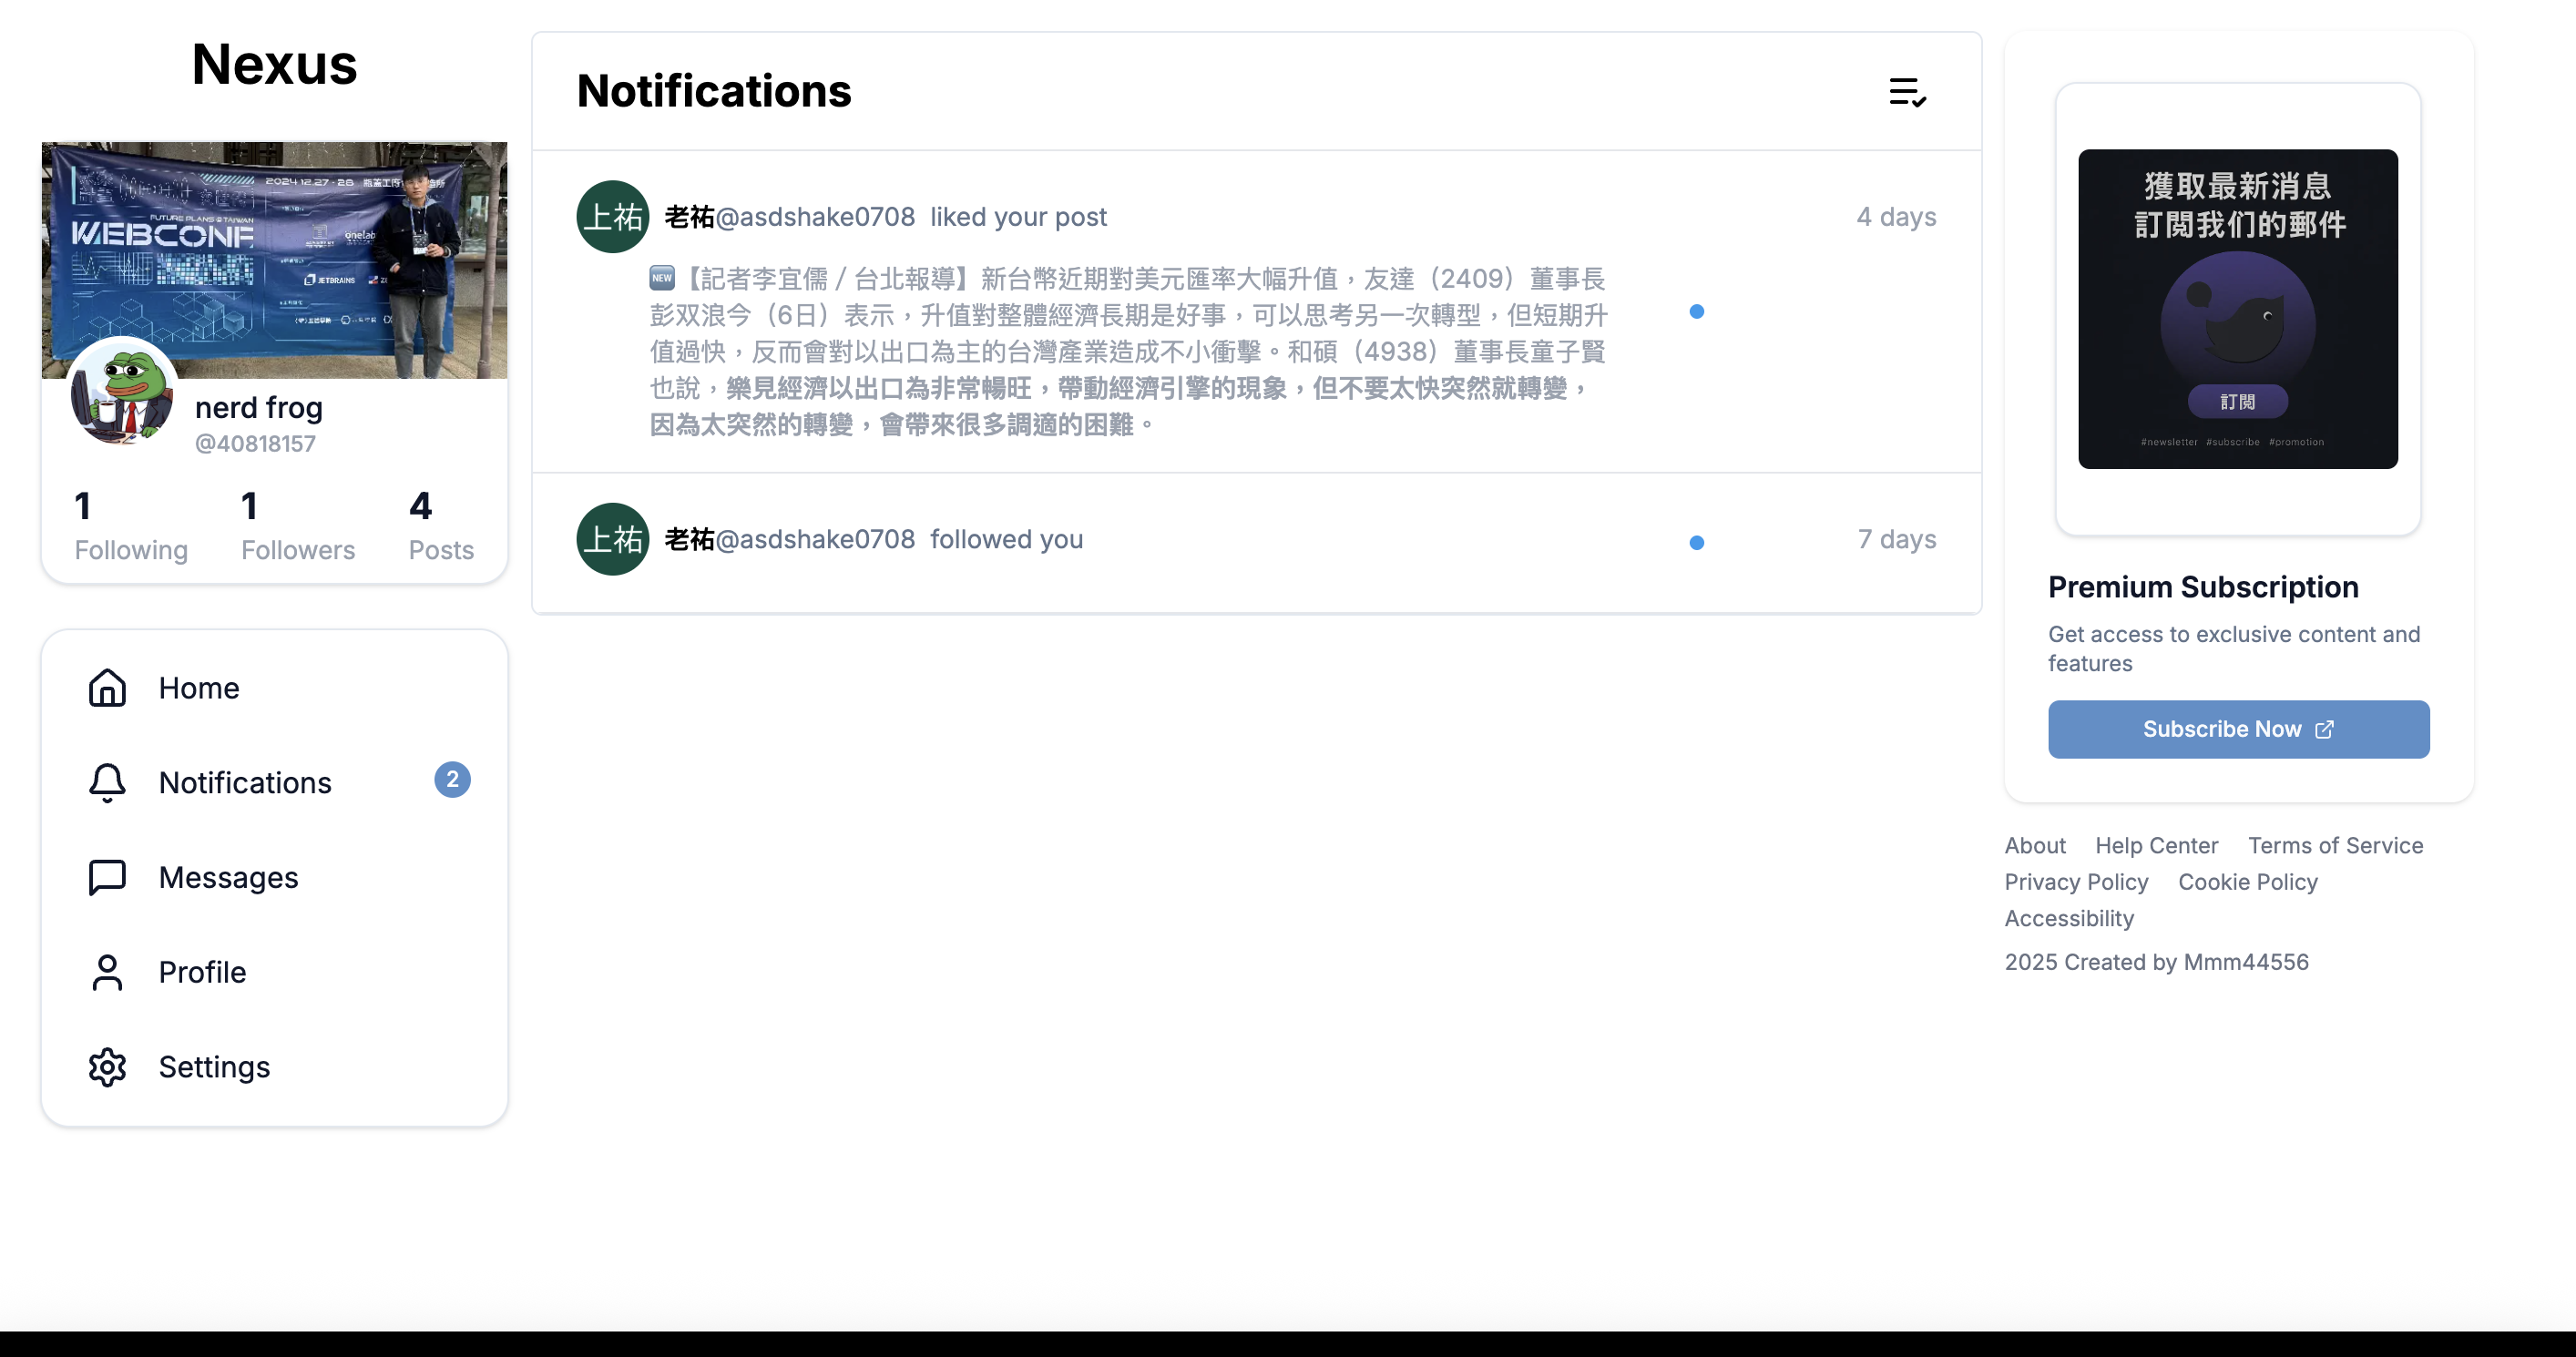 Nexus
2024 12.27 - 28
FUTURE PLANS @ TAIWAN
WEBCONF
onelab
JETBRAINS
nerd frog
@40818157
1
Following
1
Followers
4
Posts
Home
Notifications
2
Messages
Profile
Settings
Notifications
上祐
老祐@asdshake0708 liked your post
4 days
NEW【記者李宜儒 / 台北報導】新台幣近期對美元匯率大幅升值，友達（2409）董事長
彭双浪今（6日）表示，升值對整體經濟長期是好事，可以思考另一次轉型，但短期升
值過快，反而會對以出口為主的台灣產業造成不小衝擊。和碩（4938）董事長童子賢
也說，樂見經濟以出口為非常暢旺，帶動經濟引擎的現象，但不要太快突然就轉變，
因為太突然的轉變，會帶來很多調適的困難。
上祐
老祐@asdshake0708 followed you
7 days
獲取最新消息
訂閱我们的郵件
訂閱
#newsletter #subscribe #promotion
Premium Subscription
Get access to exclusive content and
features
Subscribe Now
About Help Center Terms of Service
Privacy Policy Cookie Policy
Accessibility
2025 Created by Mmm44556